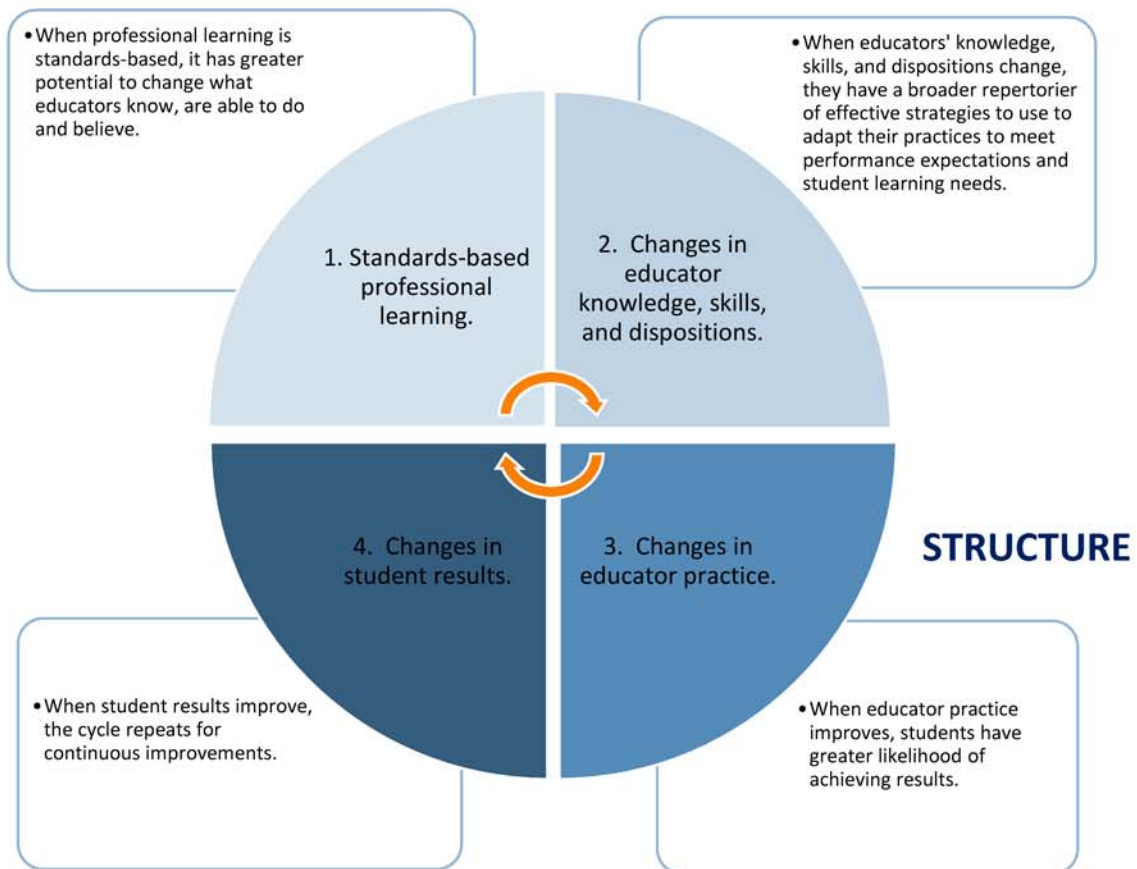 •When professional learning is
standards-based, it has greater
potential to change what
educators know, are able to do
and believe.
•When educators' knowledge,
skills, and dispositions change,
they have a broader repertorier
of effective strategies to use to
adapt their practices to meet
performance expectations and
student learning needs.
1. Standards-based
professional
learning.
2. Changes in
educator
knowledge, skills,
and dispositions.
4. Changes in
student results.
3. Changes in
educator practice.
STRUCTURE
•When student results improve,
the cycle repeats for
continuous improvements.
•When educator practice
improves, students have
greater likelihood of
achieving results.